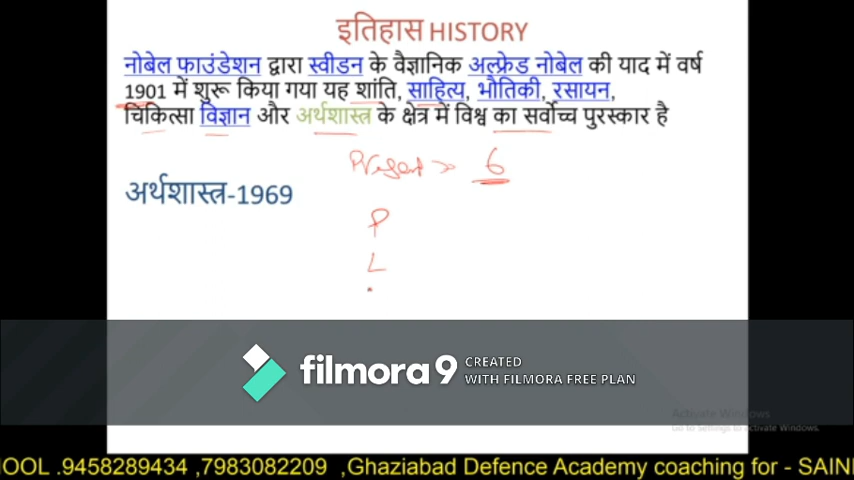 इतिहास HISTORY
नोबेल फाउंडेशन द्वारा स्वीडन के वैज्ञानिक अल्फ्रेड नोबेल की याद में वर्ष
1901 में शुरू किया गया यह शांति, साहित्य, भौतिकी, रसायन,
चिकित्सा विज्ञान और अर्थशास्त्र के क्षेत्र में विश्व का सर्वोच्च पुरस्कार है
Present > 6
अर्थशास्त्र-1969
P
L
filmora9 CREATED
WITH FILMORA FREE PLAN
Activate Windows
Go to Settings to activate Windows.
HOOL .9458289434 ,7983082209 ,Ghaziabad Defence Academy coaching for - SAINI